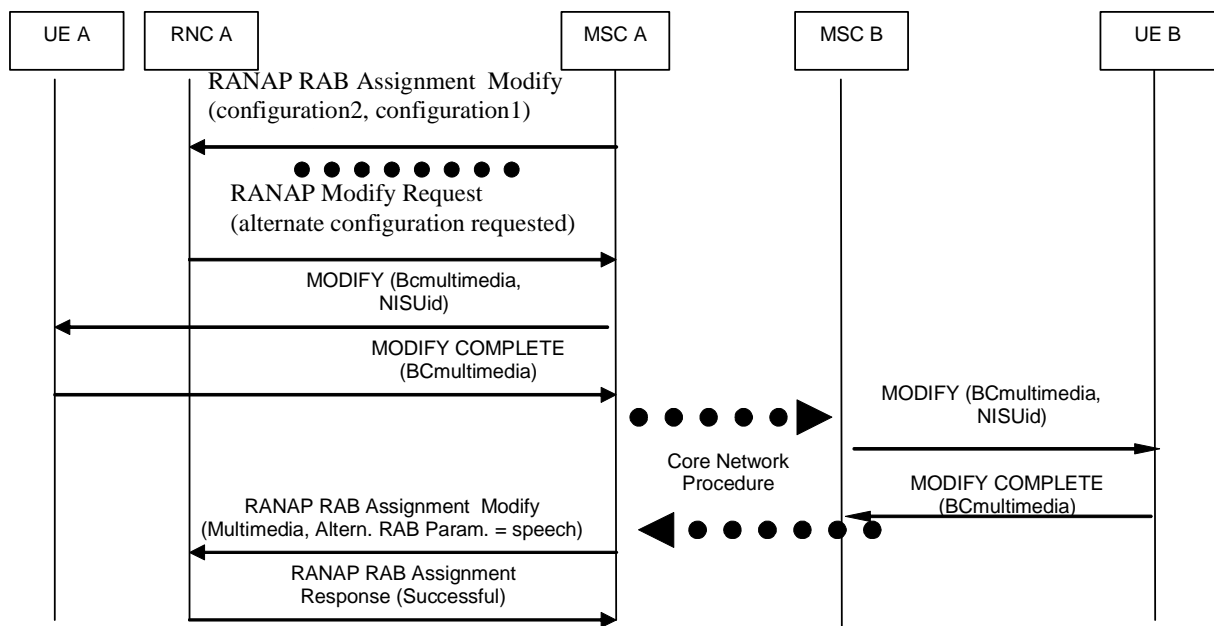 UE A
RNC A
MSC A
MSC B
UE B
RANAP RAB Assignment  Modify
(configuration2, configuration1)
RANAP Modify Request
(alternate configuration requested)
MODIFY (Bcmultimedia,
NISUid)
MODIFY COMPLETE
(BCmultimedia)
MODIFY (BCmultimedia,
NISUid)
Core Network
Procedure
MODIFY COMPLETE
(BCmultimedia)
RANAP RAB Assignment  Modify
(Multimedia, Altern. RAB Param. = speech)
RANAP RAB Assignment
Response (Successful)